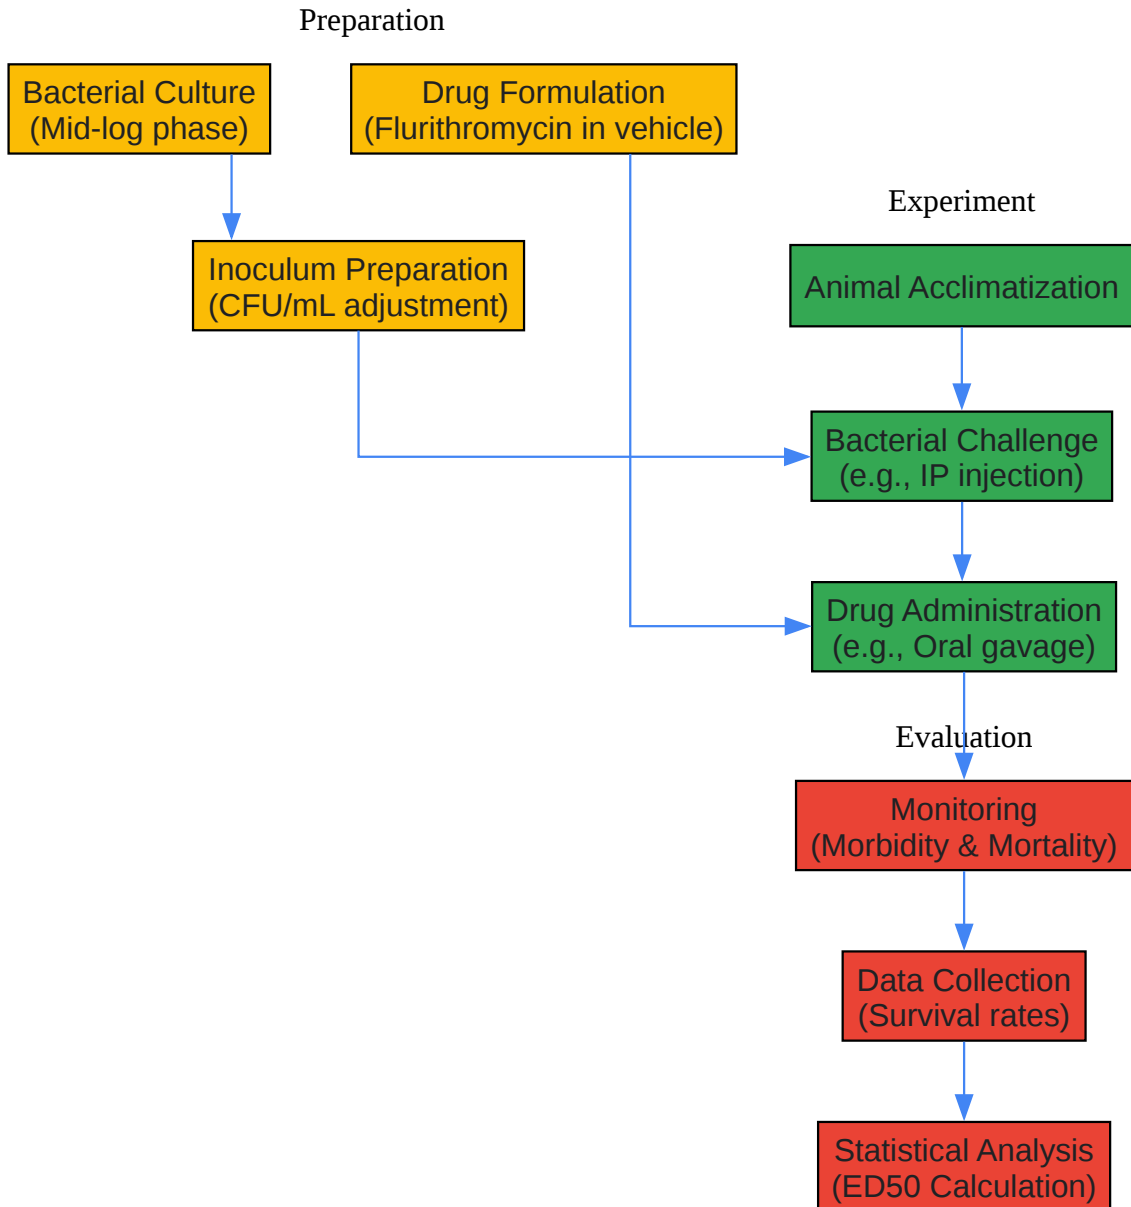 Preparation
Bacterial Culture
(Mid-log phase)
Drug Formulation
(Flurithromycin in vehicle)
Inoculum Preparation
(CFU/mL adjustment)
Experiment
Animal Acclimatization
Bacterial Challenge
(e.g., IP injection)
Drug Administration
(e.g., Oral gavage)
Evaluation
Monitoring
(Morbidity & Mortality)
Data Collection
(Survival rates)
Statistical Analysis
(ED50 Calculation)